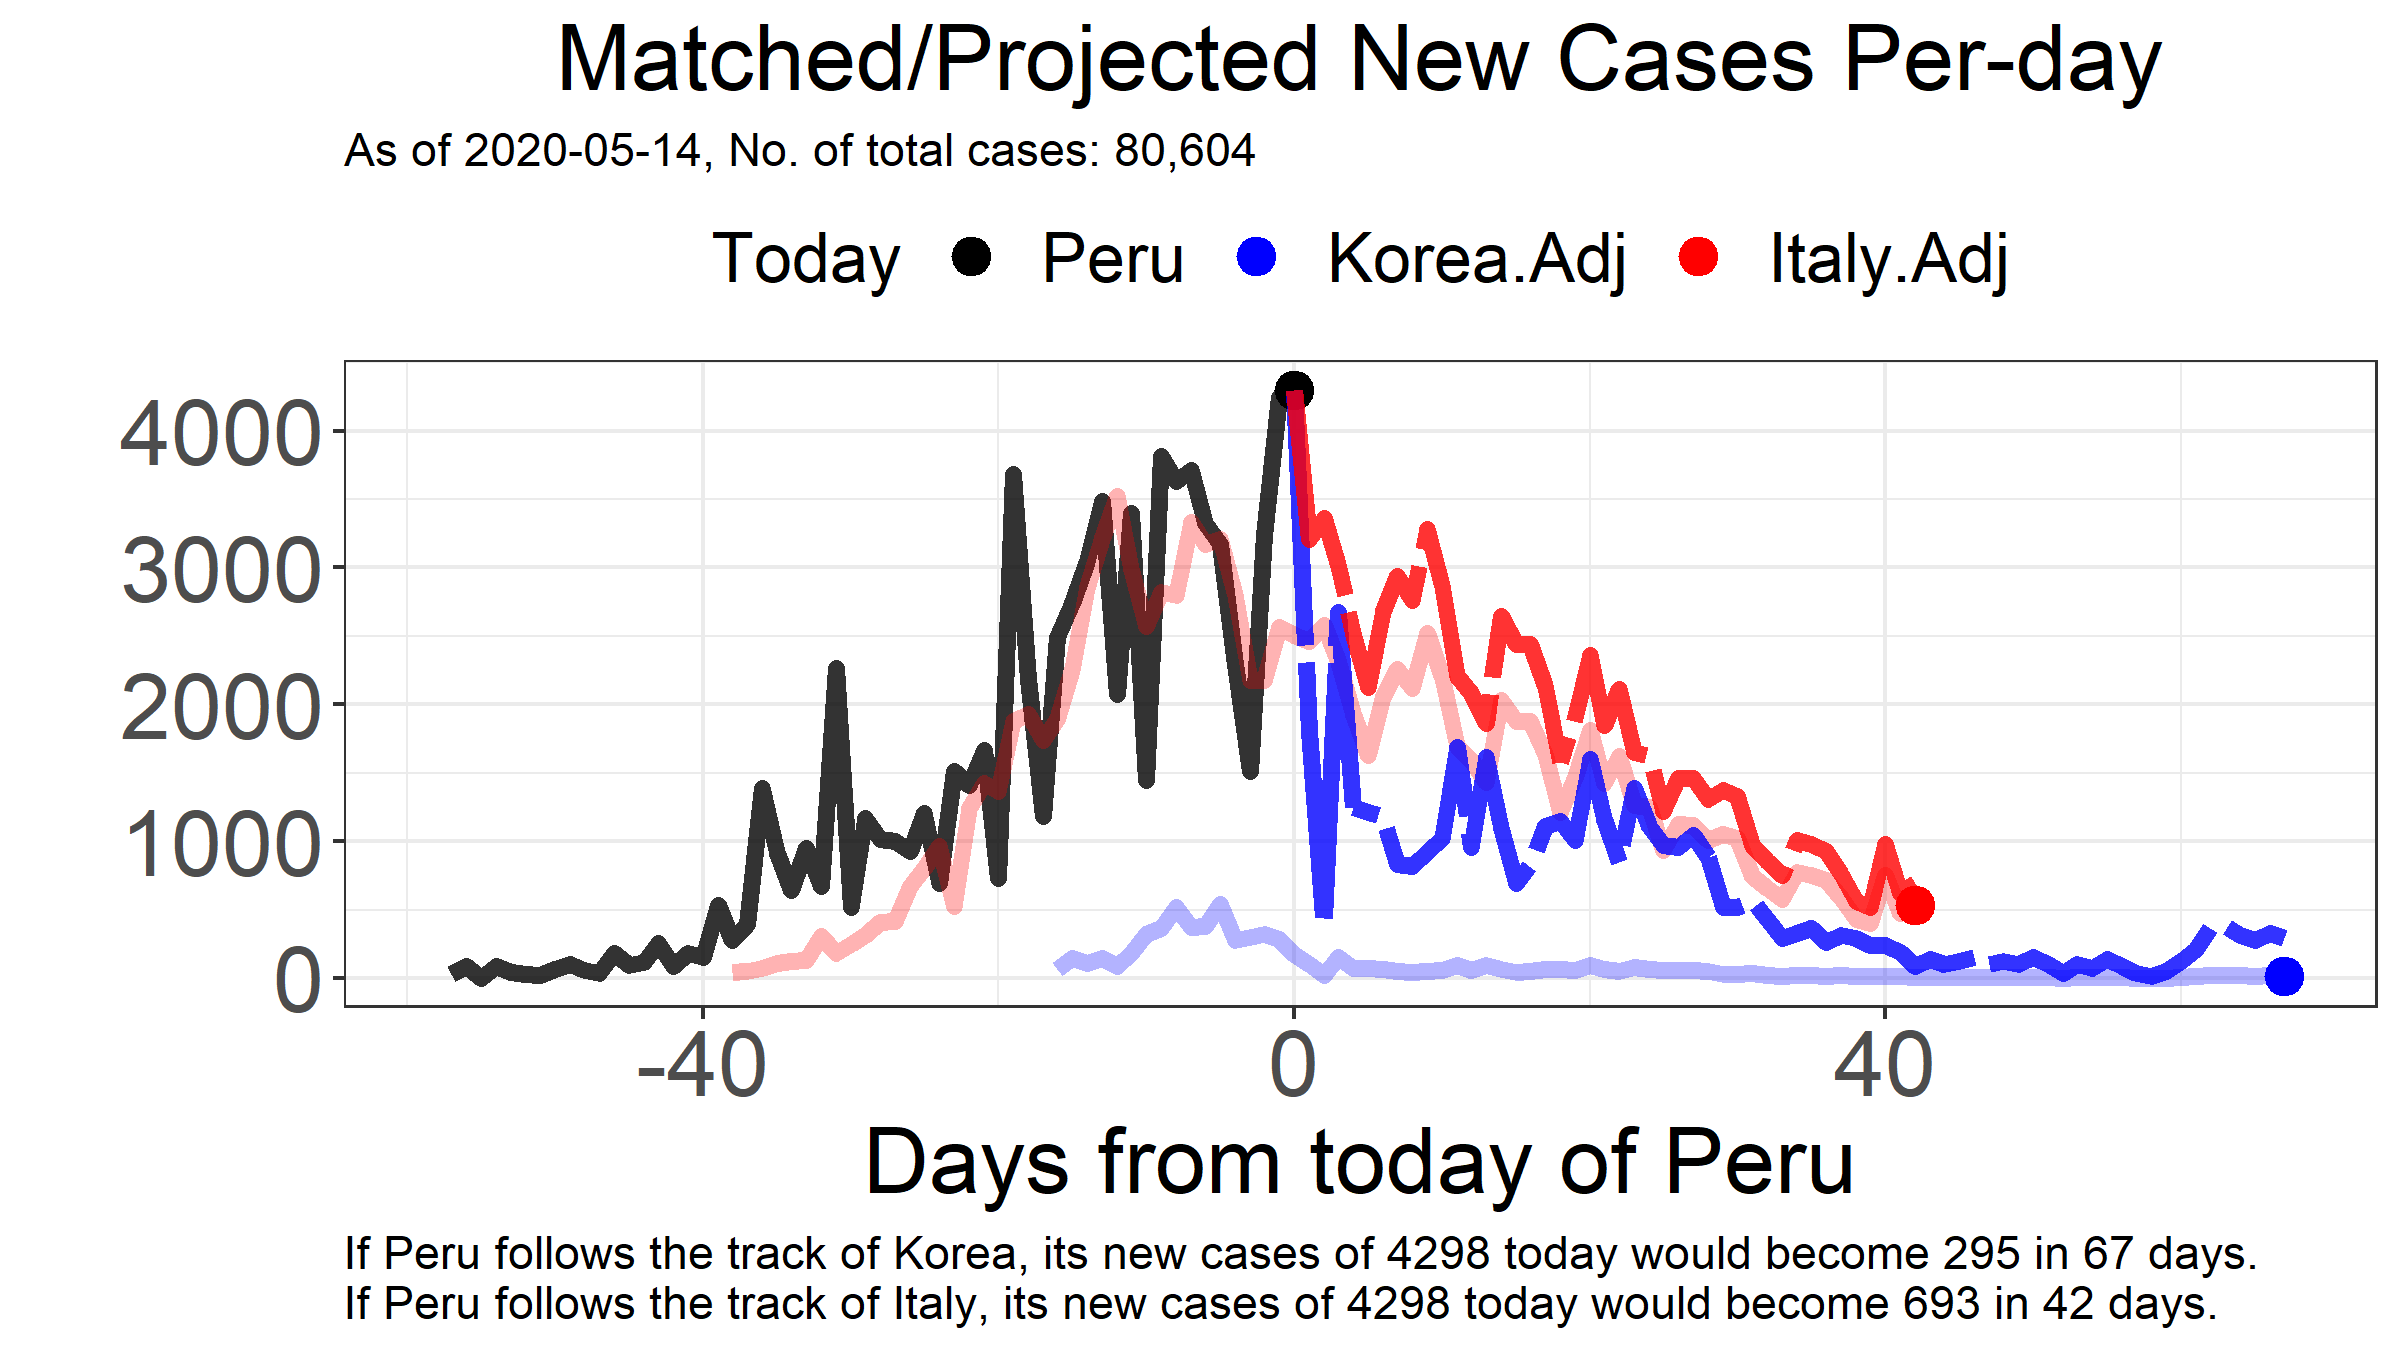 Matched/Projected New Cases Per-day
As of 2020-05-14, No. of total cases: 80,604
Today Peru Korea.Adj Italy.Adj
4000
3000
2000
1000
0
-40 0 40
Days from today of Peru
If Peru follows the track of Korea, its new cases of 4298 today would become 295 in 67 days.
If Peru follows the track of Italy, its new cases of 4298 today would become 693 in 42 days.